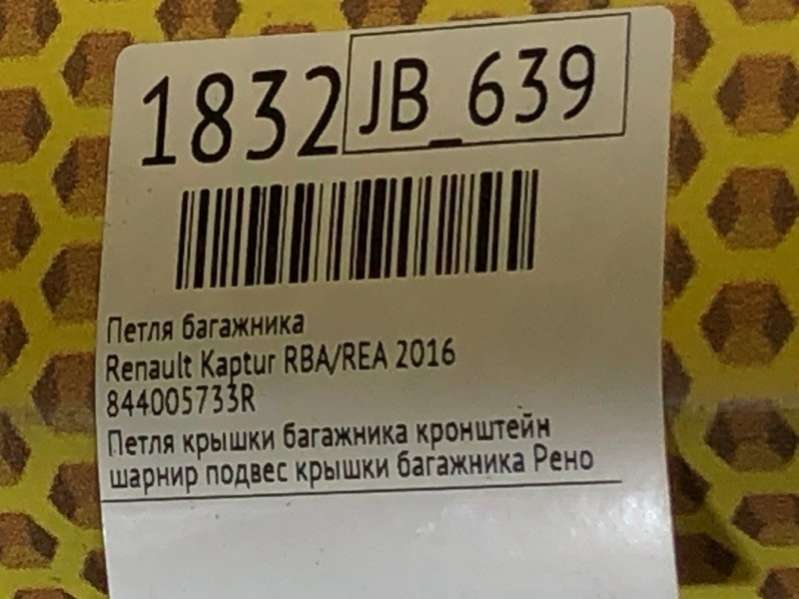 1832 JB_639
Петля багажника
Renault Kaptur RBA/REA 2016
844005733R
Петля крышки багажника кронштейн
шарнир подвес крышки багажника Рено